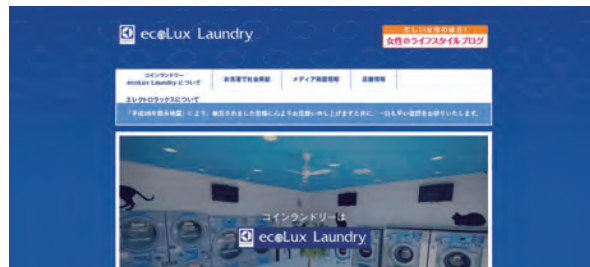 ecoLux Laundry
忙しい女性の味方！
女性のライフスタイルブログ
コインランドリー
ecoLux Laundry について
お洗濯で社会貢献
メディア掲載情報
店舗情報
エレクトロラックスについて
「平成28年熊本地震」により、被災されました皆様に心よりお見舞い申し上げますと共に、一日も早い復旧をお祈りいたします。
コインランドリーは
ecoLux Laundry